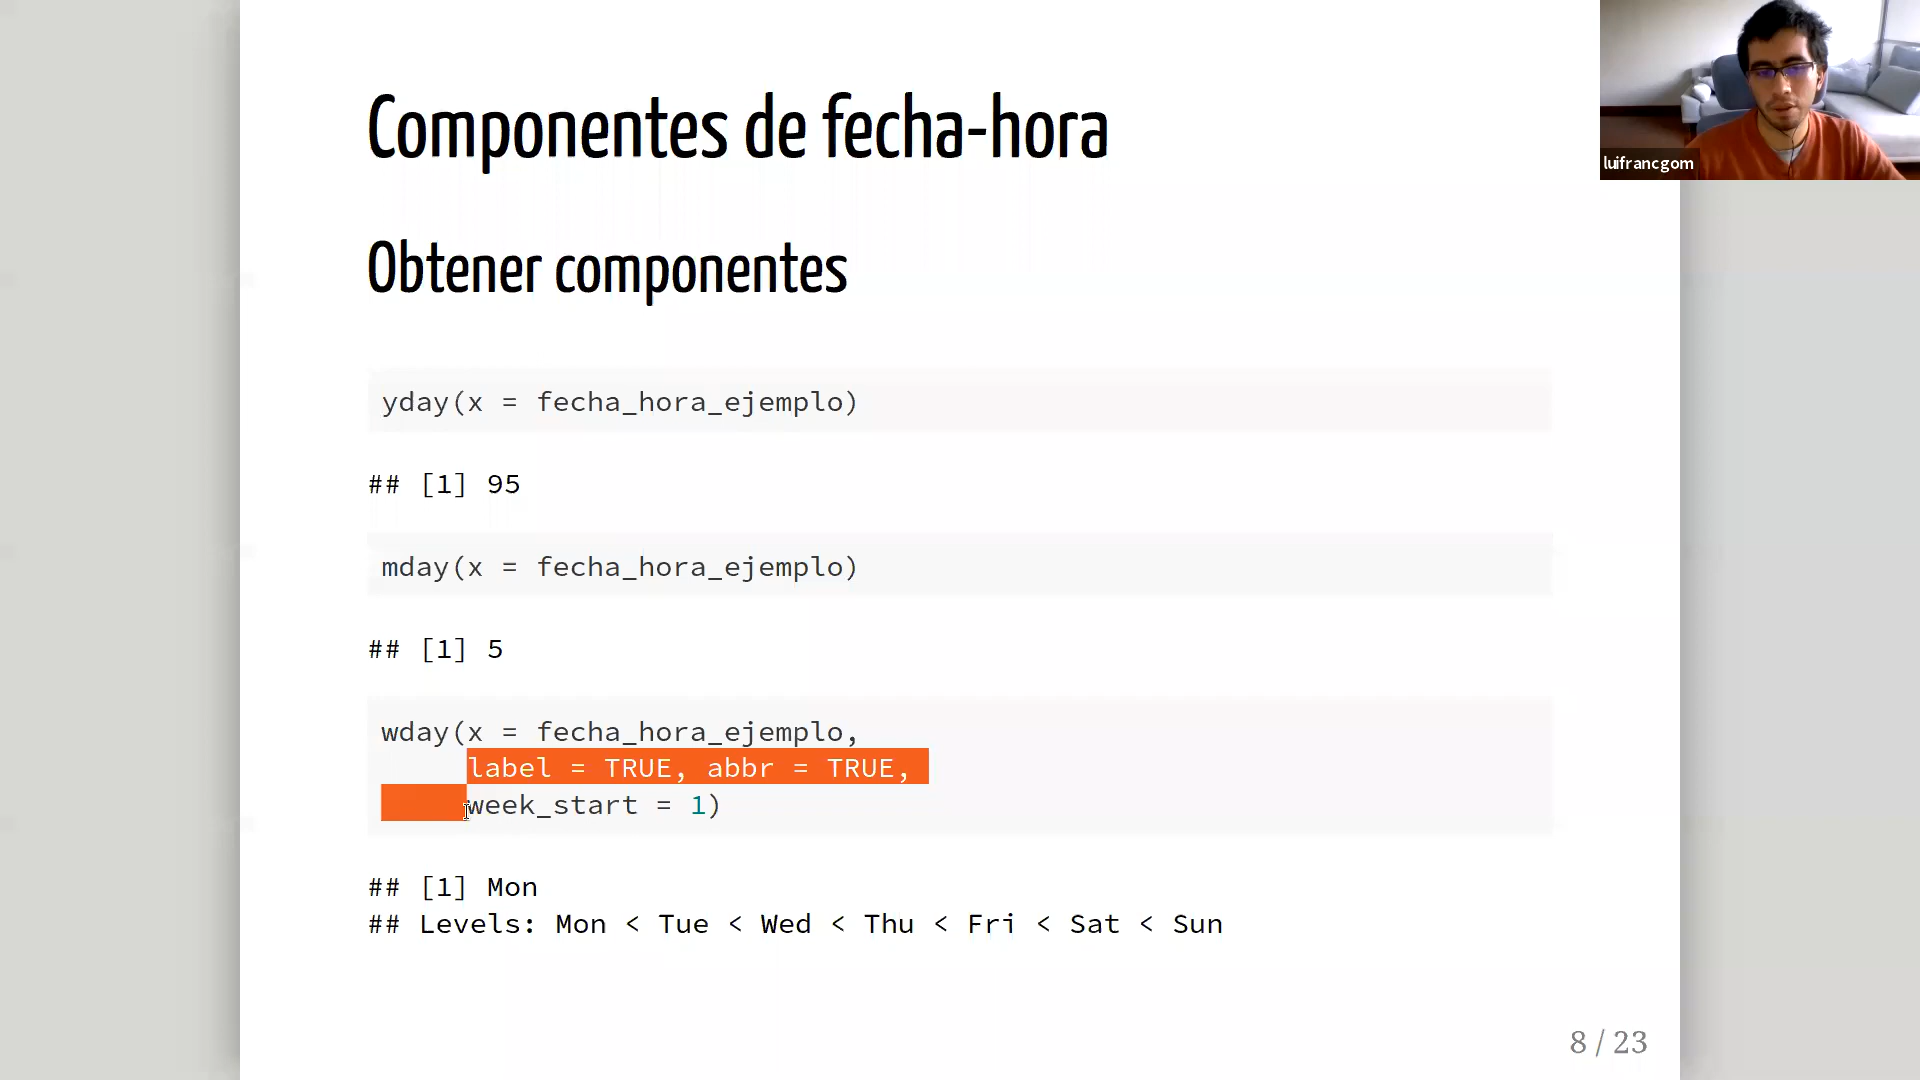 Componentes de fecha-hora
luifrancgom
Obtener componentes
yday(x = fecha_hora_ejemplo)
## [1] 95
mday(x = fecha_hora_ejemplo)
## [1] 5
wday(x = fecha_hora_ejemplo,
label = TRUE, abbr = TRUE,
week_start = 1)
## [1] Mon
## Levels: Mon < Tue < Wed < Thu < Fri < Sat < Sun
8 / 23